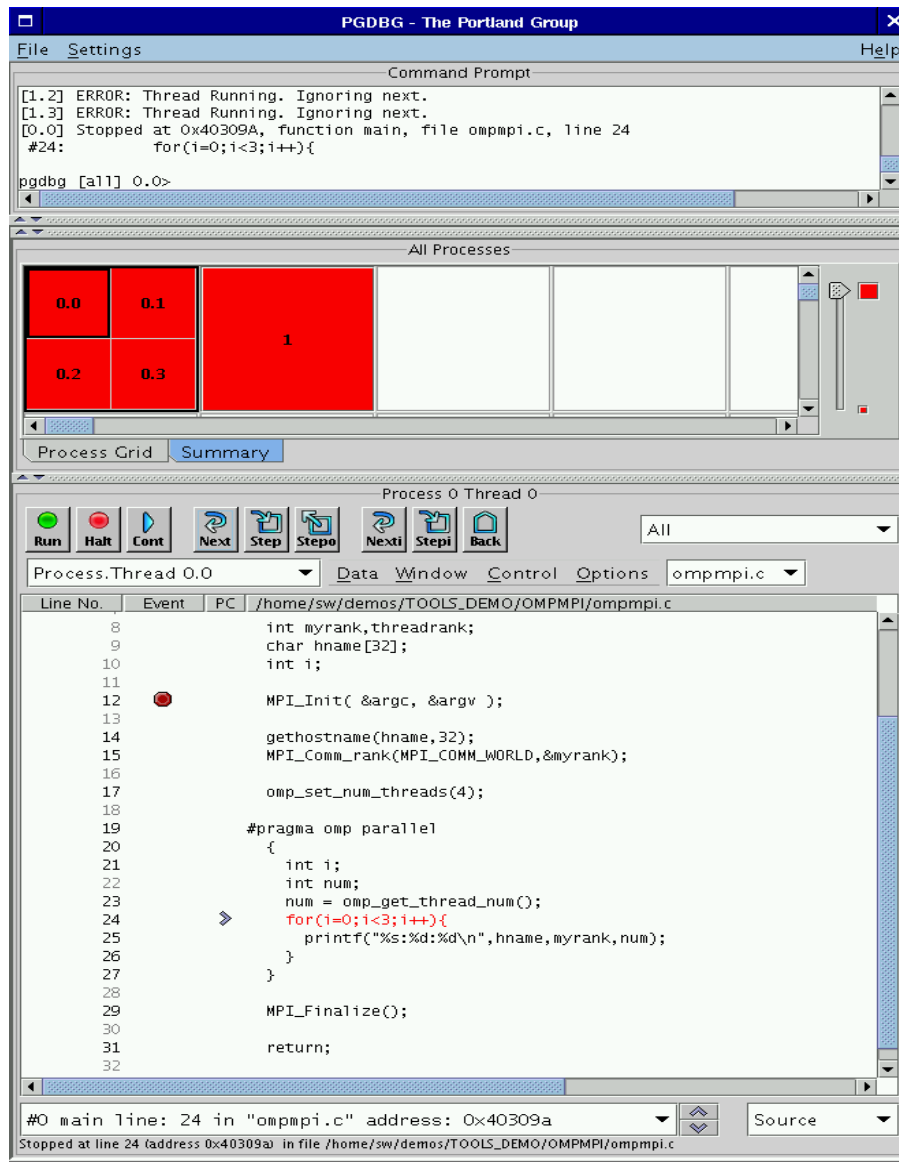 PGDBG - The Portland Group
File Settings Help
Command Prompt
[1.2] ERROR: Thread Running. Ignoring next.
[1.3] ERROR: Thread Running. Ignoring next.
[0.0] Stopped at 0x40309A, function main, file ompmpi.c, line 24
#24: for(i=0;i<3;i++){
pgdbg [all] 0.0>
All Processes
0.0 0.1
1
0.2 0.3
Process Grid Summary
Process 0 Thread 0
Run Halt Cont Next Step Stepo Nexti Stepi Back All
Process.Thread 0.0 Data Window Control Options ompmpi.c
Line No. Event PC /home/sw/demos/TOOLS_DEMO/OMPMPI/ompmpi.c
8 int myrank,threadrank;
9 char hname[32];
10 int i;
11
12 MPI_Init( &argc, &argv );
13
14 gethostname(hname,32);
15 MPI_Comm_rank(MPI_COMM_WORLD,&myrank);
16
17 omp_set_num_threads(4);
18
19 #pragma omp parallel
20 {
21 int i;
22 int num;
23 num = omp_get_thread_num();
24 for(i=0;i<3;i++){
25 printf("%s:%d:%d\n",hname,myrank,num);
26 }
27 }
28
29 MPI_Finalize();
30
31 return;
32
#0 main line: 24 in "ompmpi.c" address: 0x40309a Source
Stopped at line 24 (address 0x40309a) in file /home/sw/demos/TOOLS_DEMO/OMPMPI/ompmpi.c